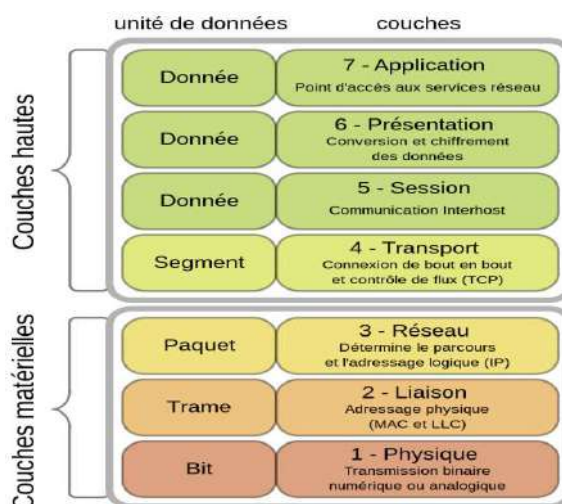 unité de données couches
Couches hautes
Donnée
7 - Application
Point d'accès aux services réseau
Donnée
6 - Présentation
Conversion et chiffrement
des données
Donnée
5 - Session
Communication Interhost
Segment
4 - Transport
Connexion de bout en bout
et contrôle de flux (TCP)
Couches matérielles
Paquet
3 - Réseau
Détermine le parcours
et l'adressage logique (IP)
Trame
2 - Liaison
Adressage physique
(MAC et LLC)
Bit
1 - Physique
Transmission binaire
numérique ou analogique